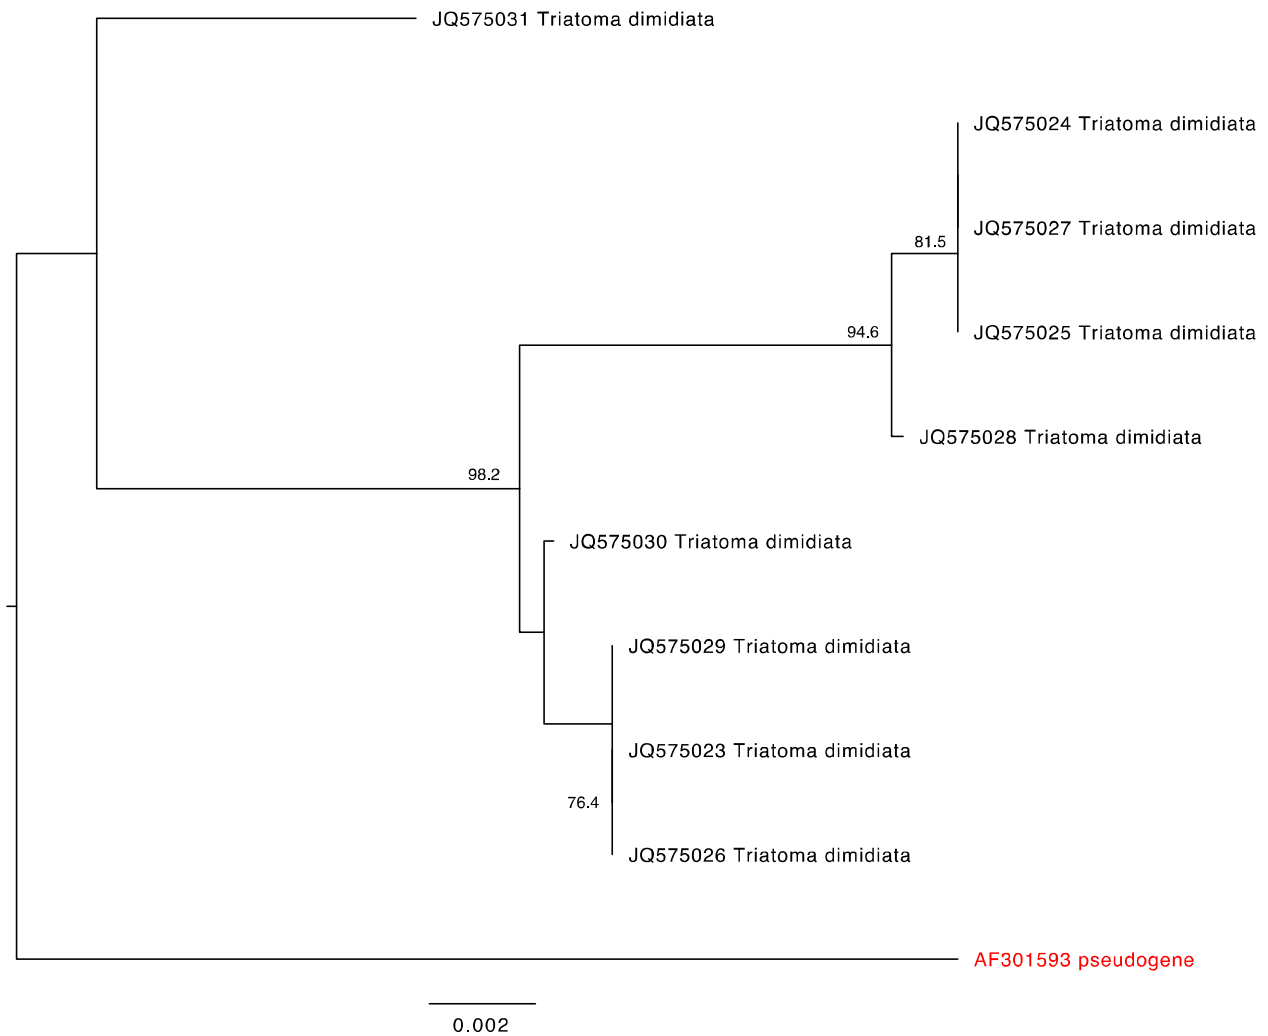 JQ575031 Triatoma dimidiata
JQ575024 Triatoma dimidiata
JQ575027 Triatoma dimidiata
81.5
JQ575025 Triatoma dimidiata
94.6
JQ575028 Triatoma dimidiata
98.2
JQ575030 Triatoma dimidiata
JQ575029 Triatoma dimidiata
JQ575023 Triatoma dimidiata
76.4
JQ575026 Triatoma dimidiata
AF301593 pseudogene
0.002